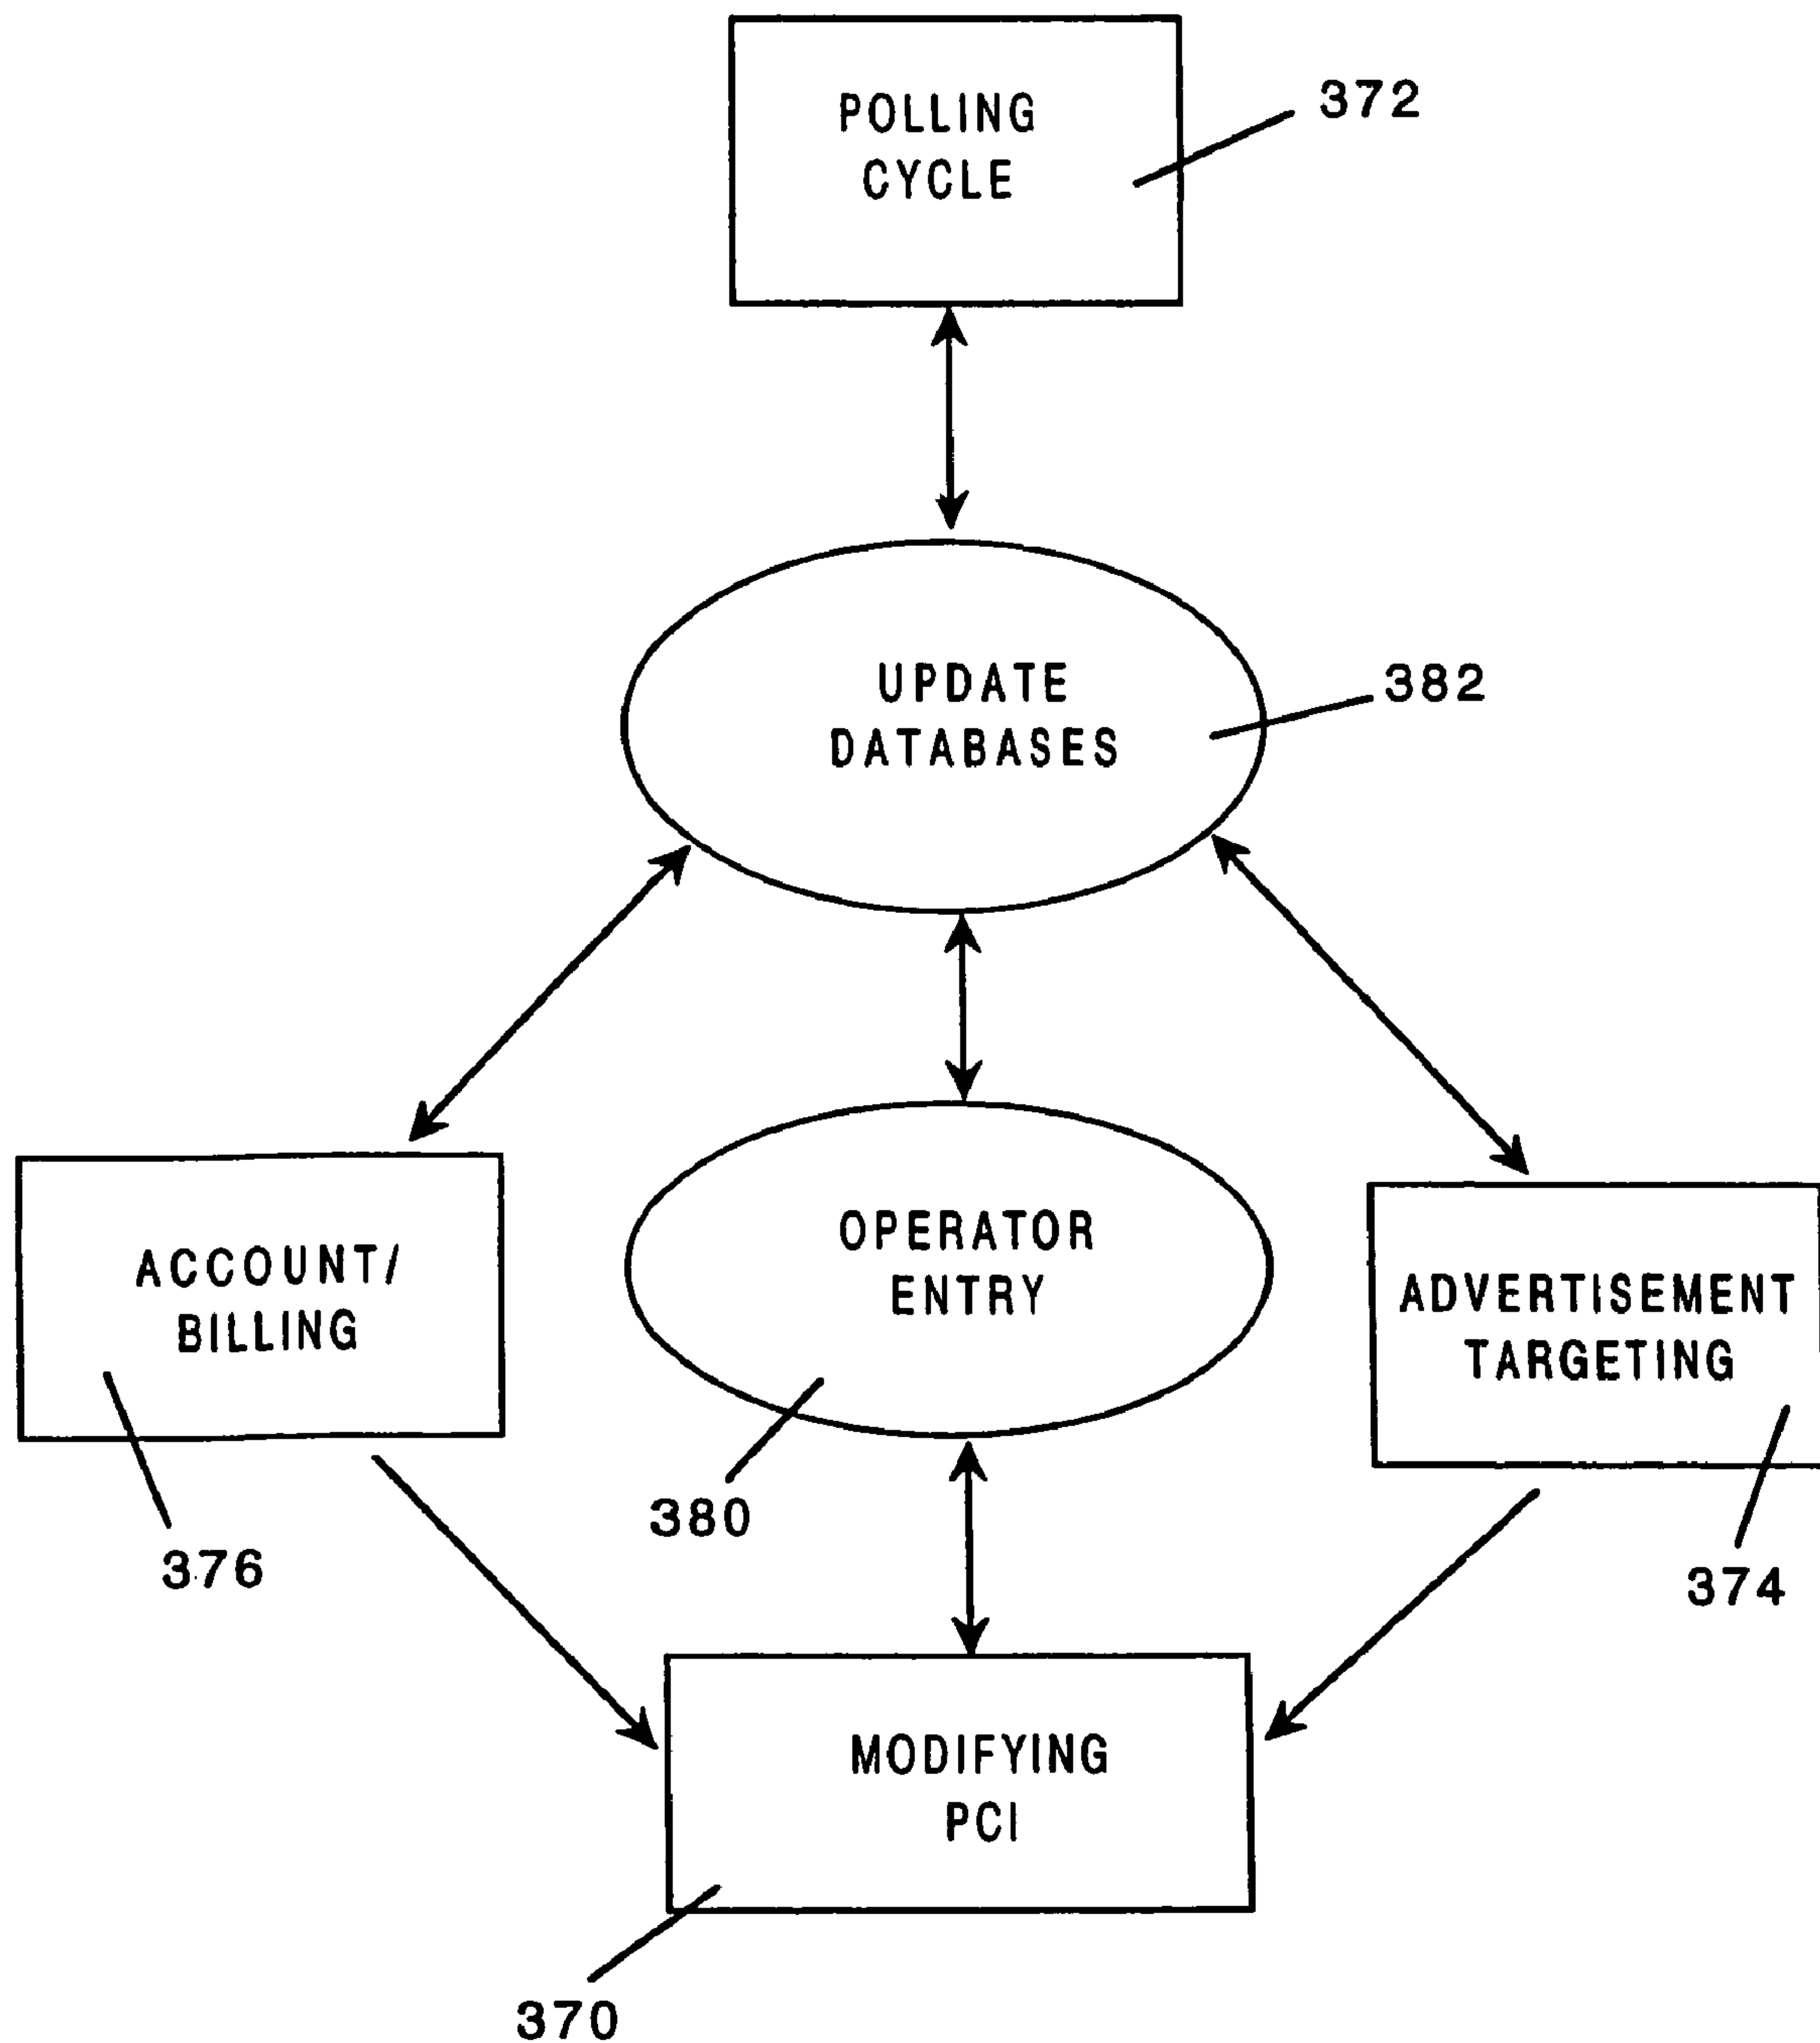 POLLING
CYCLE
372
UPDATE
DATABASES
382
ACCOUNT/
BILLING
376
OPERATOR
ENTRY
380
ADVERTISEMENT
TARGETING
374
MODIFYING
PCI
370